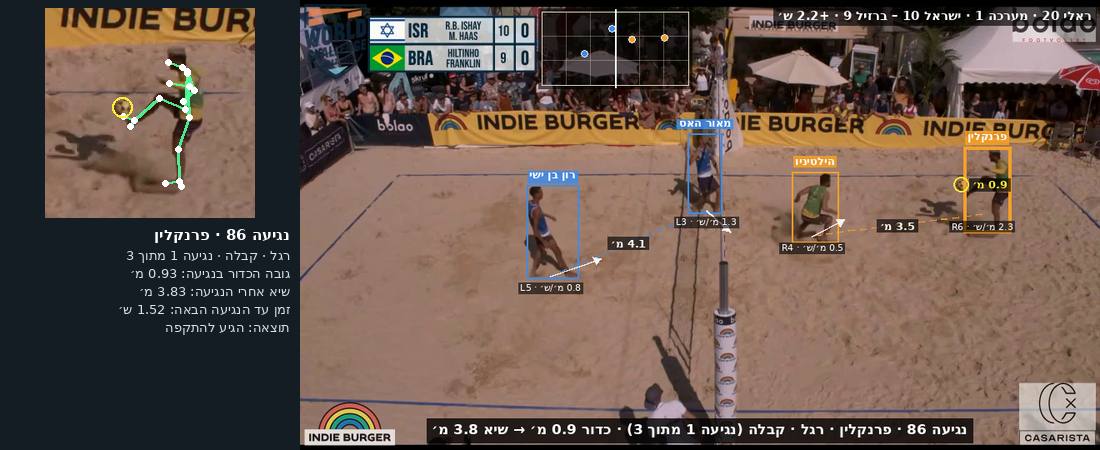 נגיעה 86 · פרנקלין
רגל · קבלה · נגיעה 1 מתוך 3
גובה הכדור בנגיעה: 0.93 מ׳
שיא אחרי הנגיעה: 3.83 מ׳
זמן עד הנגיעה הבאה: 1.52 ש׳
תוצאה: הגיע להתקפה
ראלי 20 · מערכה 1 · ישראל 10 – ברזיל 9 · +2.2 ש׳
WORLD
ISR R.B. ISHAY M. HAAS 10 0
BRA HILTINHO FRANKLIN 9 0
INDIE BURGER
bolao
FOOTVOLLEY
bolao
INDIE BURGER
INDIE BURGER
INDIE BURGER
CASARISTA
מאור האס
פרנקלין
הילטיניו
רון בן ישי
0.9 מ׳
L3 · 1.3 מ׳/ש׳
R6 · 2.3 מ׳/ש׳
3.5 מ׳
4.1 מ׳
R4 · 0.5 מ׳/ש׳
L5 · 0.8 מ׳/ש׳
נגיעה 86 · פרנקלין · רגל · קבלה (נגיעה 1 מתוך 3) · כדור 0.9 מ׳ → שיא 3.8 מ׳
INDIE BURGER
CASARISTA